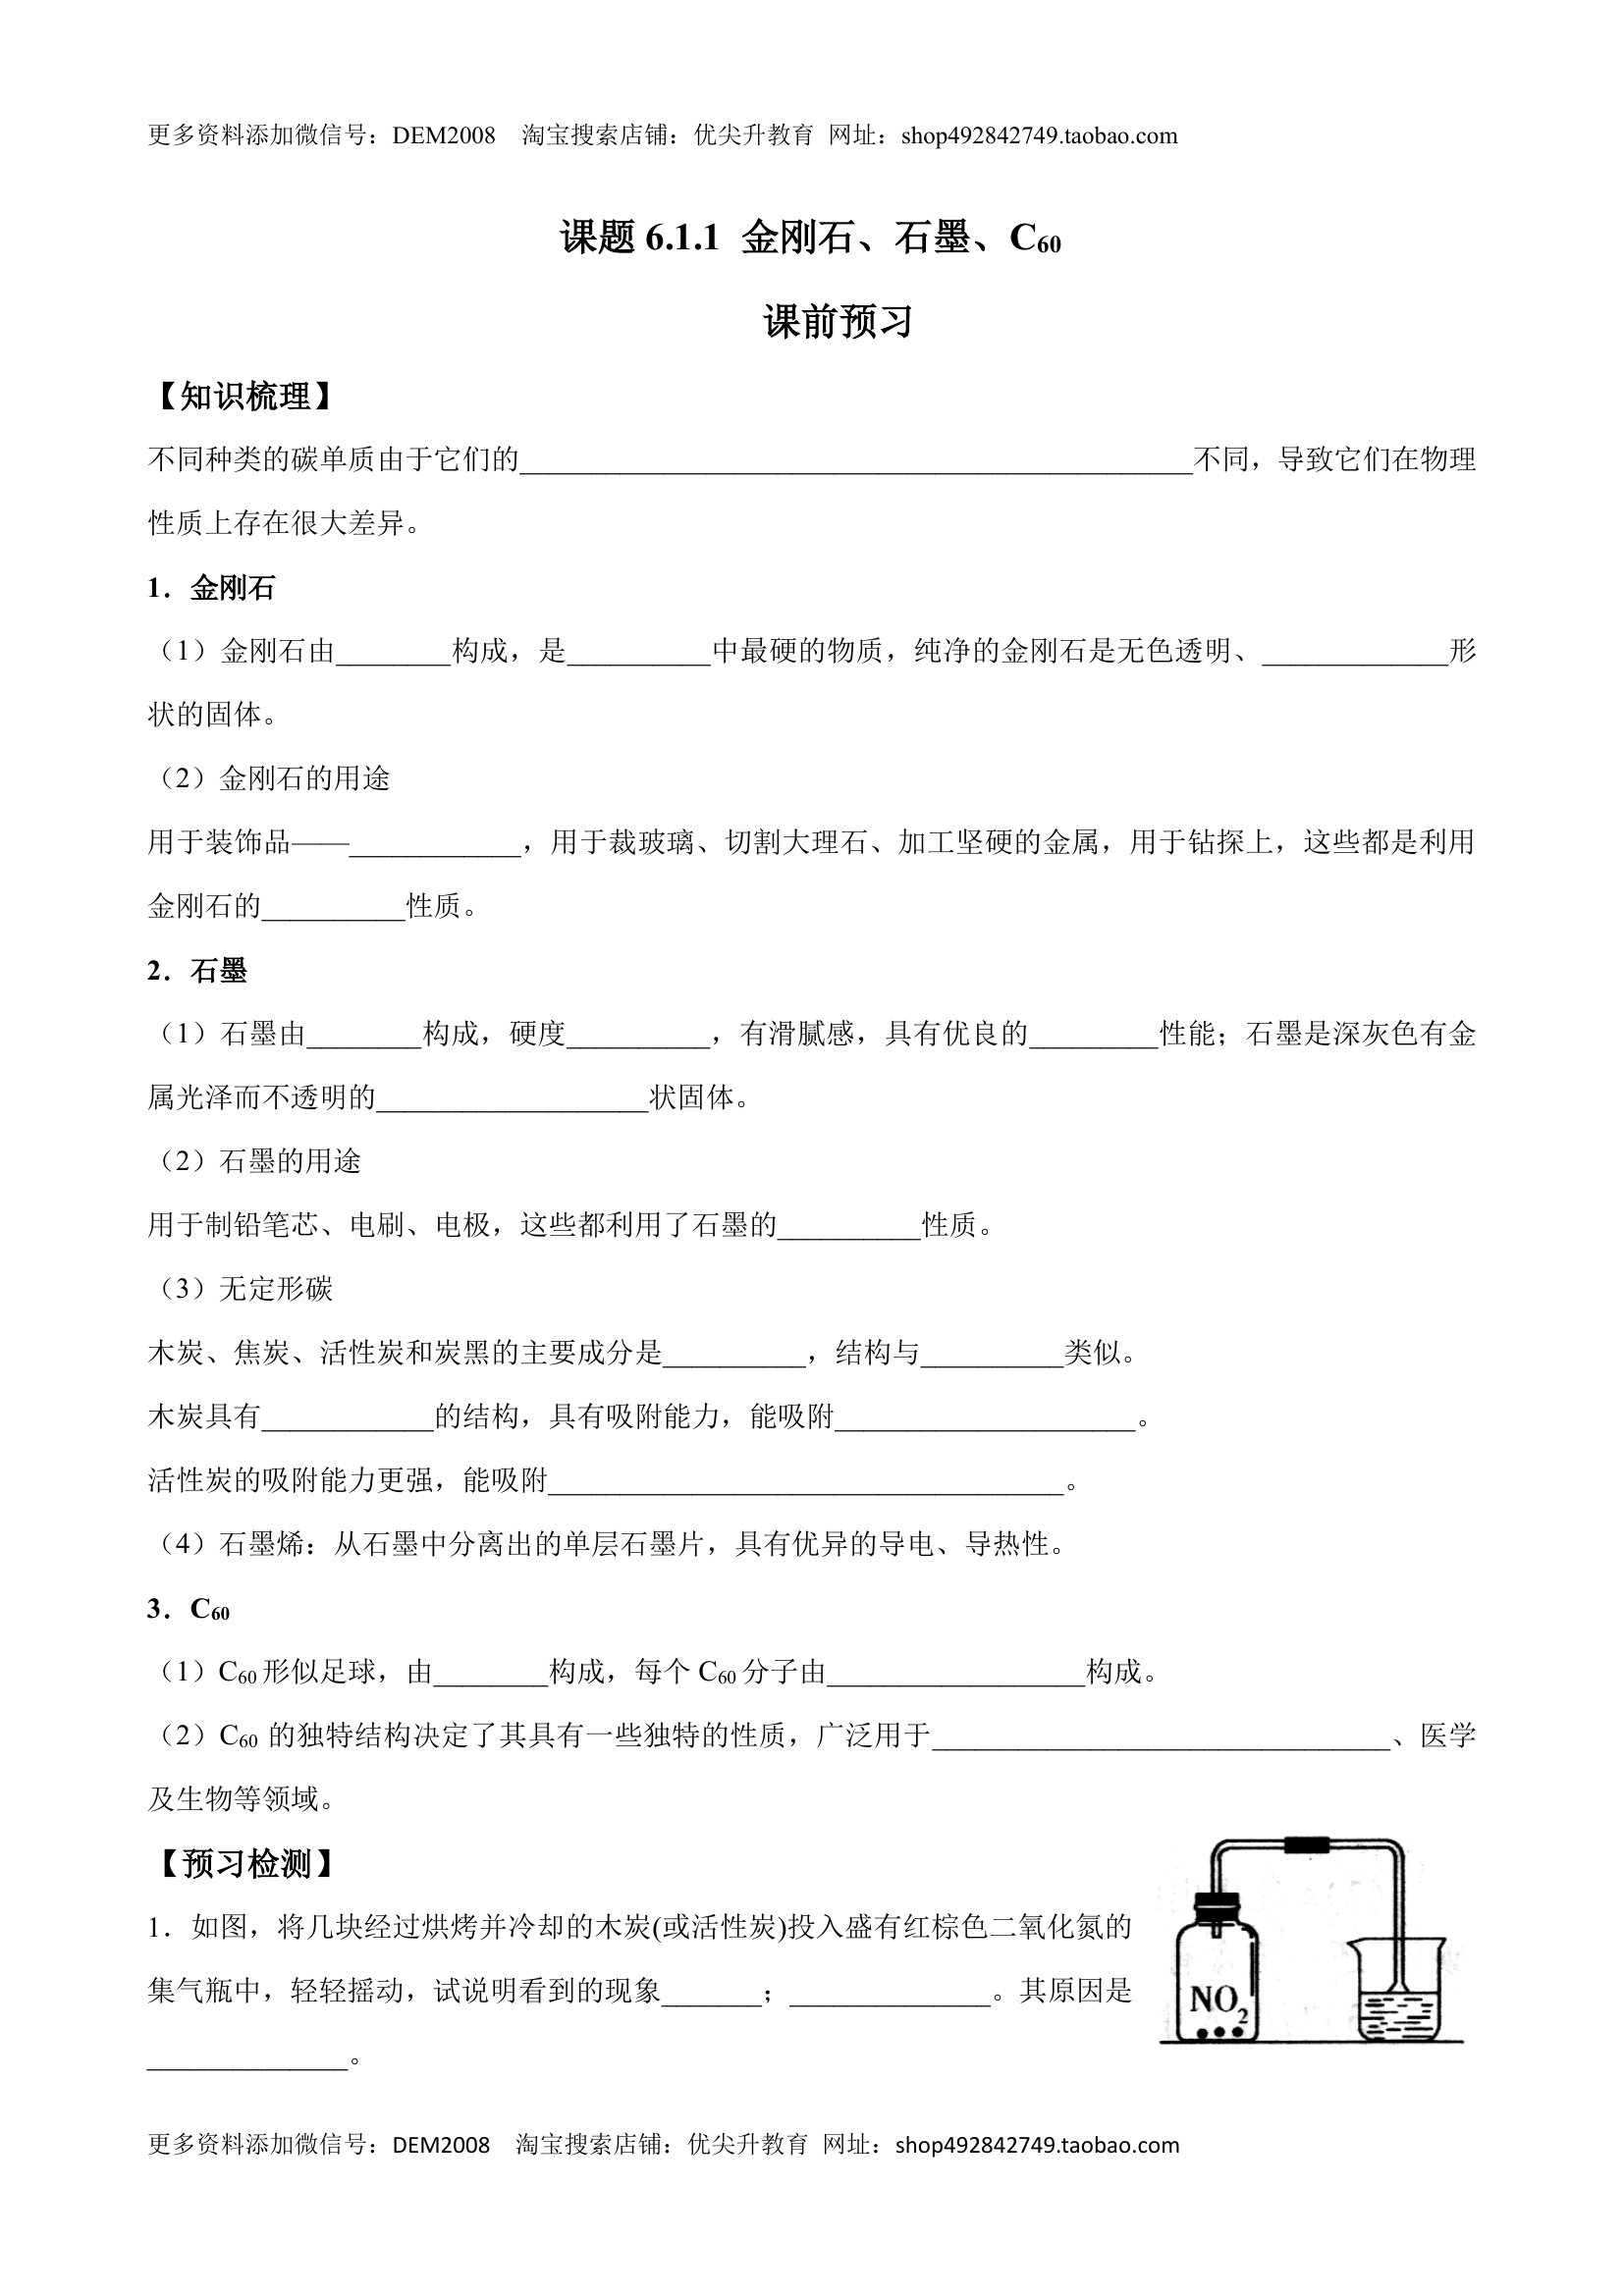 更多资料添加微信号：DEM2008    淘宝搜索店铺：优尖升教育  网址：shop492842749.taobao.com
课题 6.1.1  金刚石、石墨、C₆₀
课前预习
【知识梳理】
不同种类的碳单质由于它们的_______________________________________________不同，导致它们在物理
性质上存在很大差异。
1．金刚石
（1）金刚石由________构成，是__________中最硬的物质，纯净的金刚石是无色透明、_____________形
状的固体。
（2）金刚石的用途
用于装饰品——____________，用于裁玻璃、切割大理石、加工坚硬的金属，用于钻探上，这些都是利用
金刚石的__________性质。
2．石墨
（1）石墨由________构成，硬度__________，有滑腻感，具有优良的_________性能；石墨是深灰色有金
属光泽而不透明的___________________状固体。
（2）石墨的用途
用于制铅笔芯、电刷、电极，这些都利用了石墨的__________性质。
（3）无定形碳
木炭、焦炭、活性炭和炭黑的主要成分是__________，结构与__________类似。
木炭具有____________的结构，具有吸附能力，能吸附_____________________。
活性炭的吸附能力更强，能吸附____________________________________。
（4）石墨烯：从石墨中分离出的单层石墨片，具有优异的导电、导热性。
3．C₆₀
（1）C₆₀形似足球，由________构成，每个 C₆₀分子由__________________构成。
（2）C₆₀ 的独特结构决定了其具有一些独特的性质，广泛用于________________________________、医学
及生物等领域。
【预习检测】
1．如图，将几块经过烘烤并冷却的木炭(或活性炭)投入盛有红棕色二氧化氮的
集气瓶中，轻轻摇动，试说明看到的现象_______；______________。其原因是
______________。
NO₂
更多资料添加微信号：DEM2008    淘宝搜索店铺：优尖升教育  网址：shop492842749.taobao.com